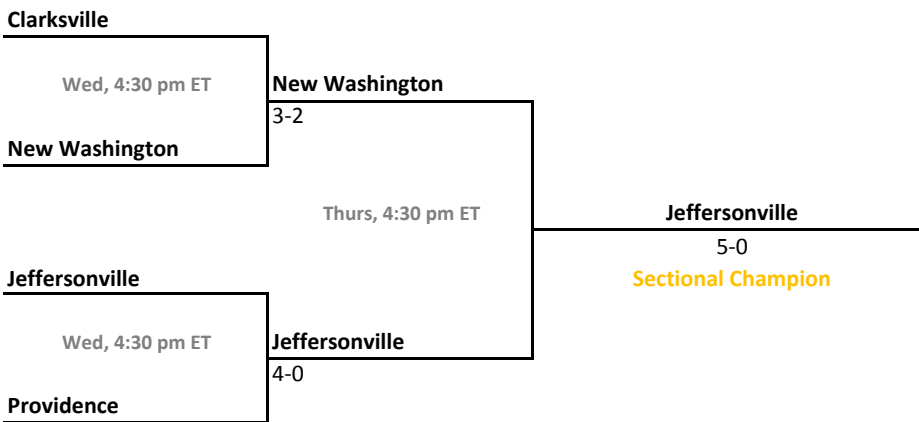 Clarksville
Wed, 4:30 pm ET
New Washington
3-2
New Washington
Thurs, 4:30 pm ET
Jeffersonville
5-0
Sectional Champion
Jeffersonville
Wed, 4:30 pm ET
Jeffersonville
4-0
Providence